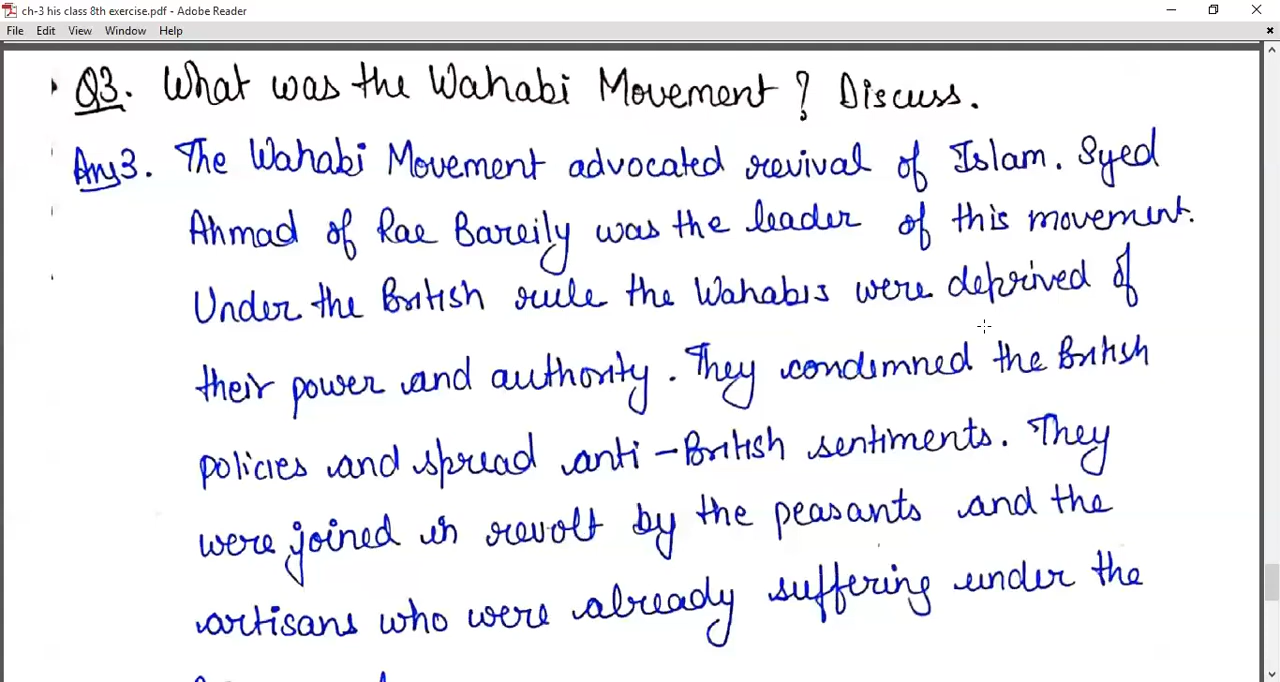 ch-3 his class 8th exercise.pdf - Adobe Reader
File Edit View Window Help
Q3. What was the Wahabi Movement? Discuss.
Ans3. The Wahabi Movement advocated revival of Islam. Syed
Ahmad of Rae Bareily was the leader of this movement.
Under the British rule the Wahabis were deprived of
their power and authority. They condemned the British
policies and spread anti-British sentiments. They
were joined in revolt by the peasants and the
artisans who were already suffering under the